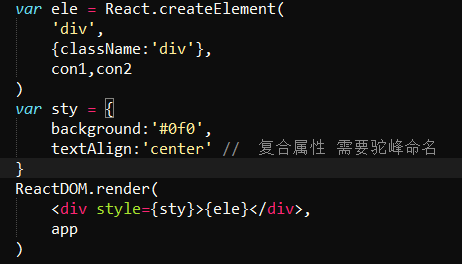 var ele = React.createElement(
'div',
{className:'div'},
con1,con2
)
var sty = {
background:'#0f0',
textAlign:'center' // 复合属性 需要驼峰命名
}
ReactDOM.render(
<div style={sty}>{ele}</div>,
app
)